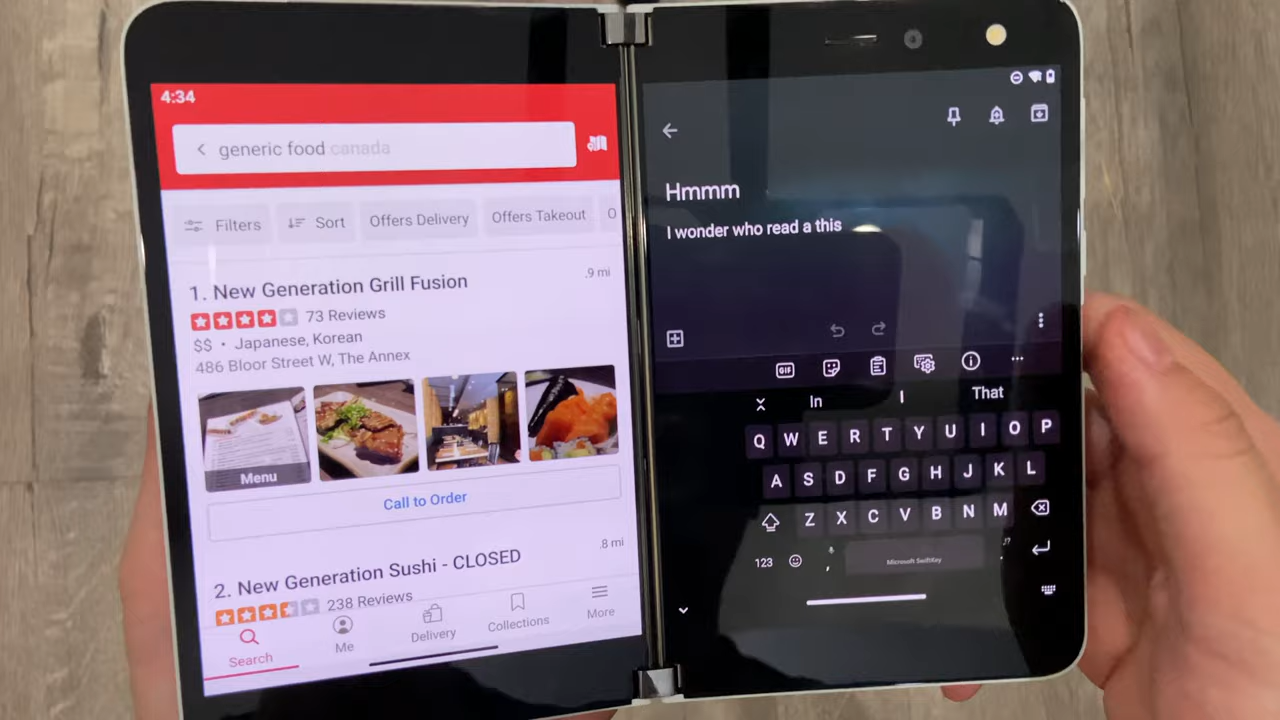 4:34
generic food canada
Filters
Sort
Offers Delivery
Offers Takeout
O
1. New Generation Grill Fusion
.9 mi
73 Reviews
$$ • Japanese, Korean
486 Bloor Street W, The Annex
Menu
Call to Order
2. New Generation Sushi - CLOSED
.8 mi
238 Reviews
Search
Me
Delivery
Collections
More
Hmmm
I wonder who read a this
GIF
In
I
That
Q W E R T Y U I O P
A S D F G H J K L
Z X C V B N M
123
,
Microsoft SwiftKey
.